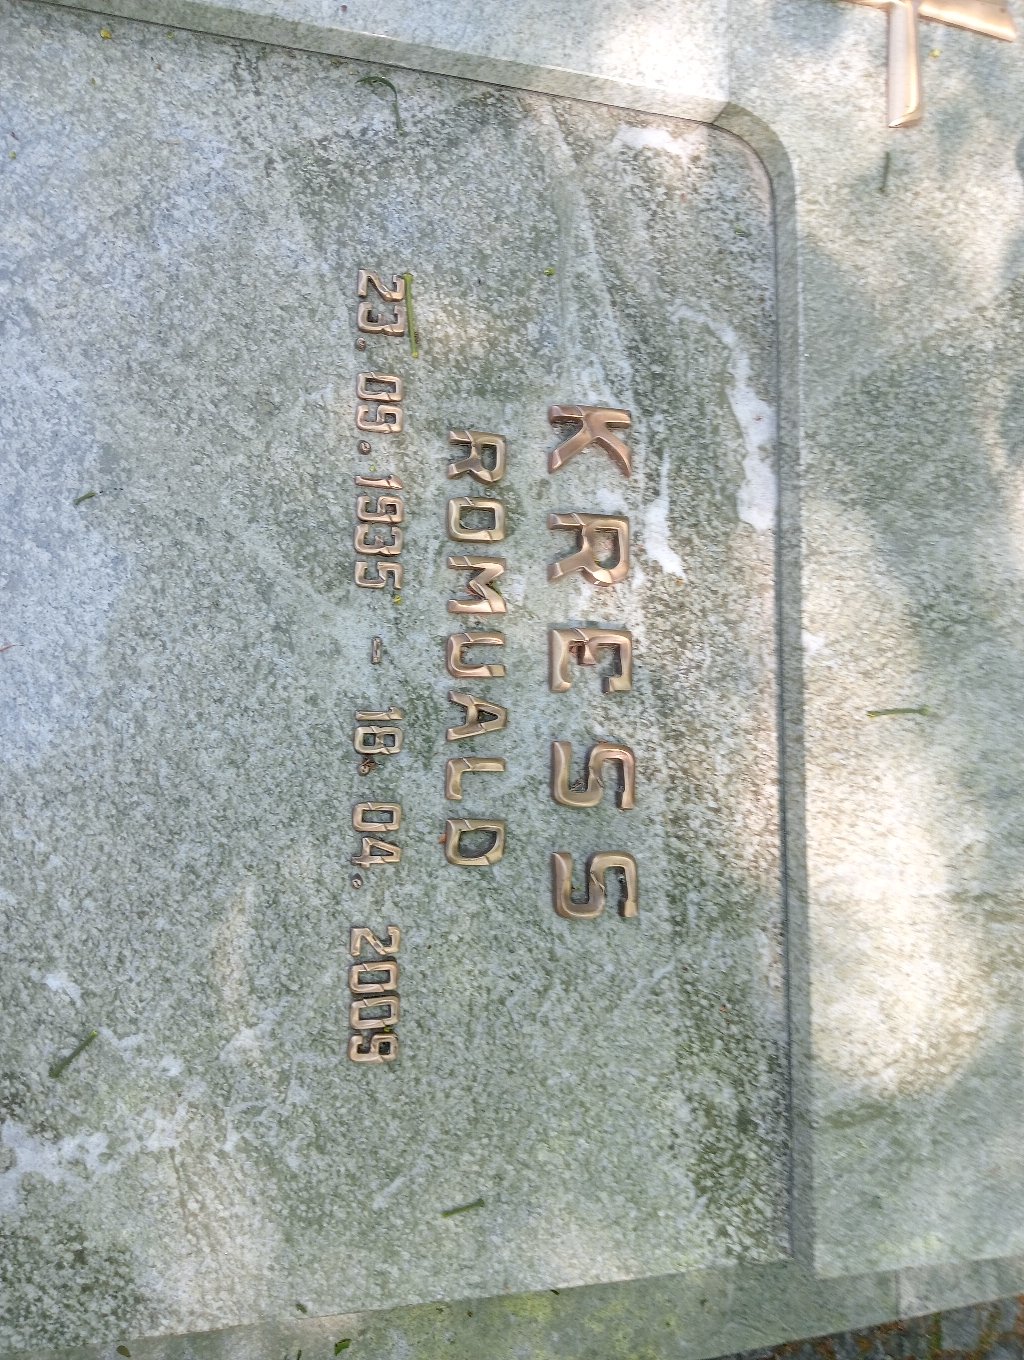 KRESS
ROMUALD
23.09.1935 - 18.04.2009